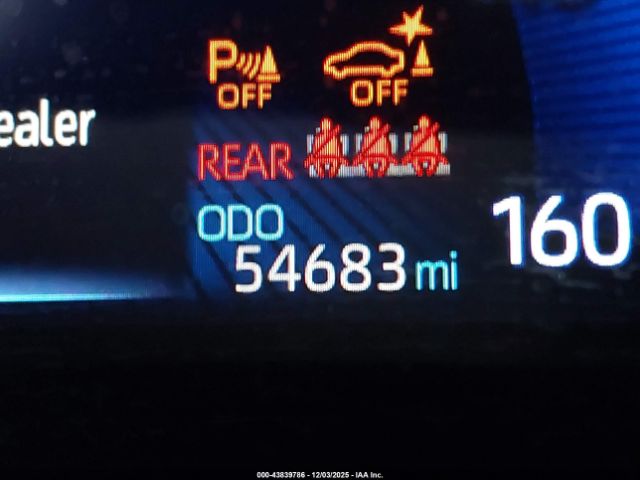 P
OFF
OFF
ealer
REAR
ODO
54683 mi
160
000-43839786 - 12/03/2025 - IAA Inc.